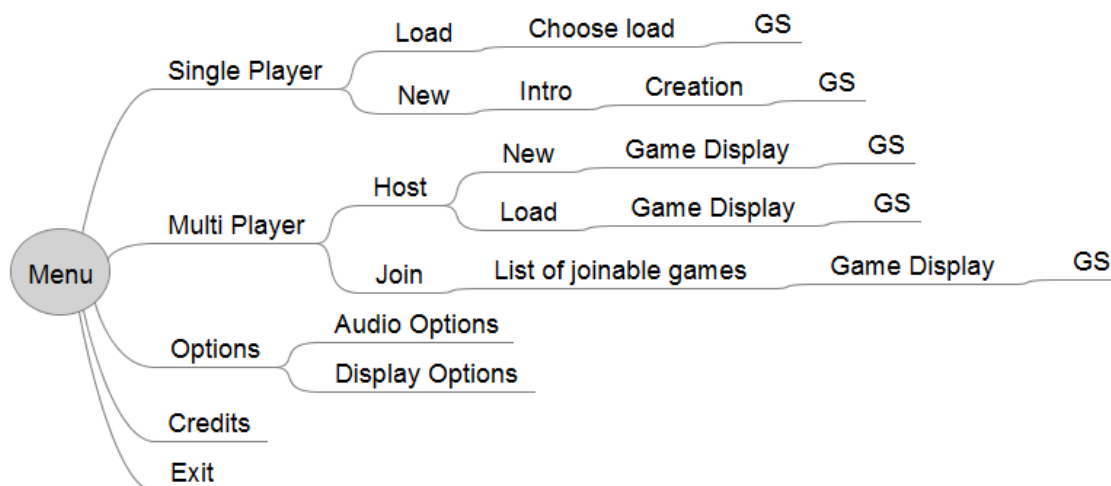 Menu
Single Player
Load
Choose load
GS
New
Intro
Creation
GS
Multi Player
Host
New
Game Display
GS
Load
Game Display
GS
Join
List of joinable games
Game Display
GS
Options
Audio Options
Display Options
Credits
Exit